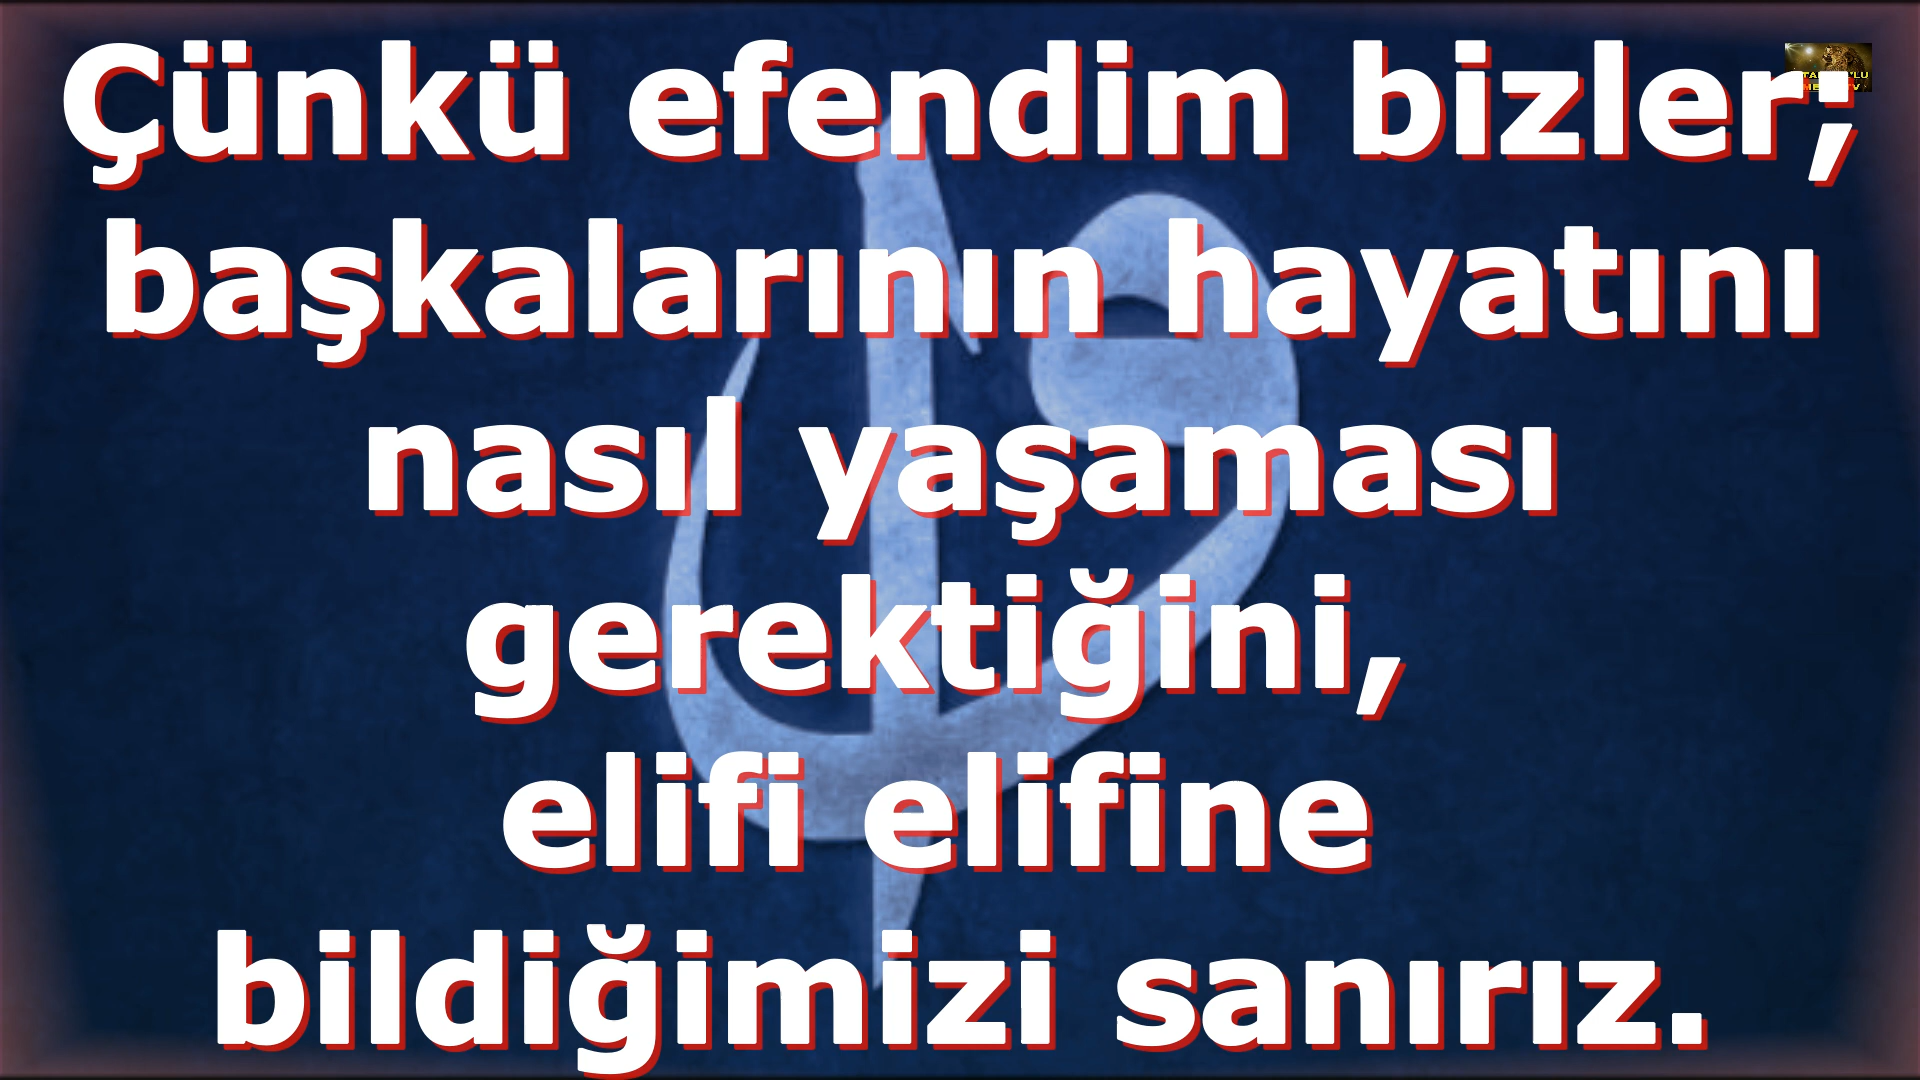 Çünkü efendim bizler;
başkalarının hayatını
nasıl yaşaması
gerektiğini,
elifi elifine
bildiğimizi sanırız.